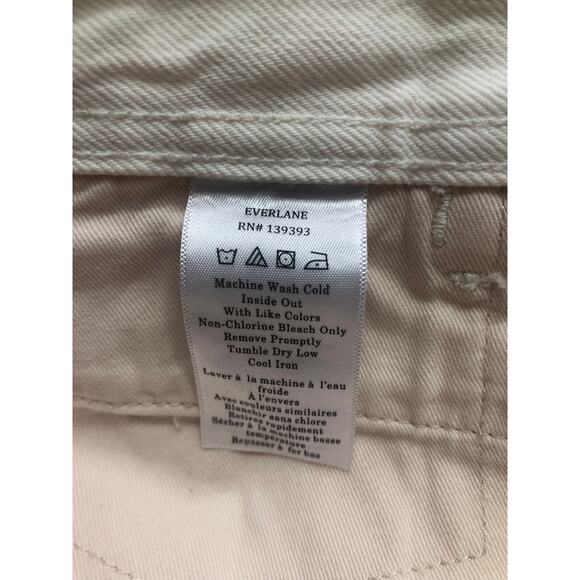 EVERLANE
RN# 139393
Machine Wash Cold
Inside Out
With Like Colors
Non-Chlorine Bleach Only
Remove Promptly
Tumble Dry Low
Cool Iron
Laver à la machine à l'eau
froide
À l'envers
Avec couleurs similaires
Blanchir sans chlore
Retirez rapidement
Sécher à la machine basse
température
Repasser à fer bas